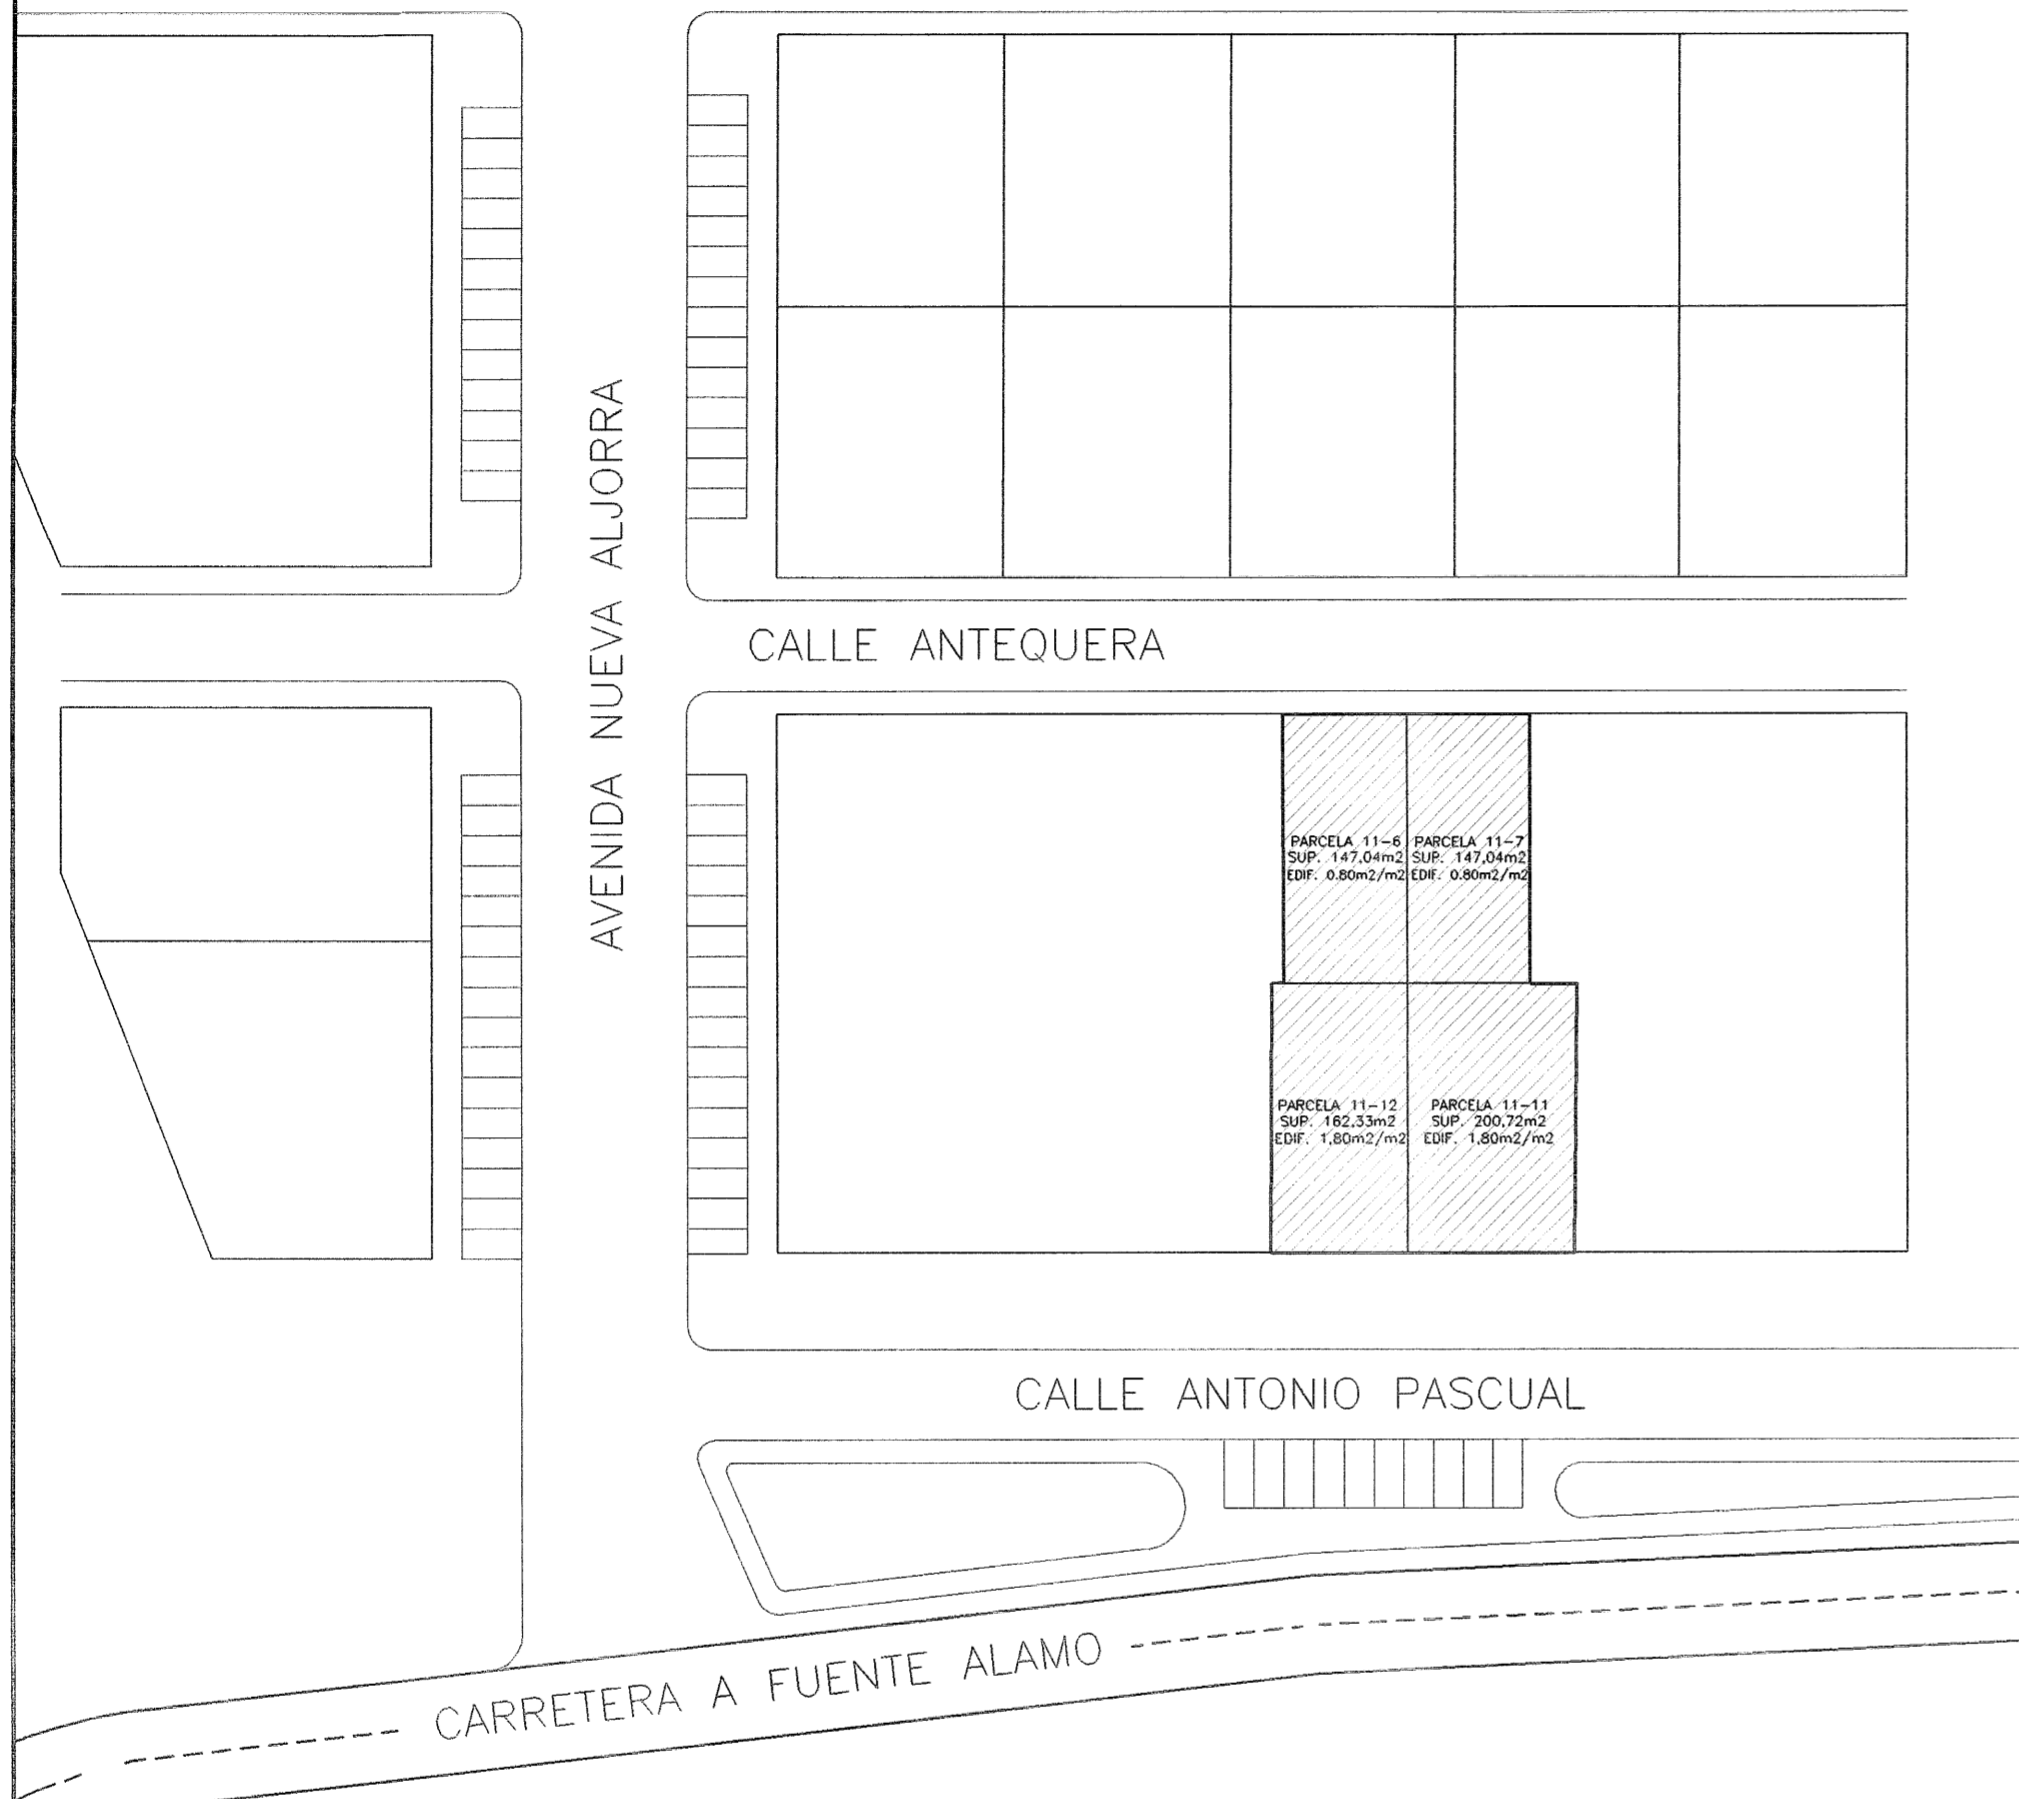 AVENIDA NUEVA ALJORRA
CALLE ANTEQUERA
PARCELA 11-6
SUP. 147,04m2
EDIF. 0.80m2/m2
PARCELA 11-7
SUP. 147,04m2
EDIF. 0.80m2/m2
PARCELA 11-12
SUP. 162,33m2
EDIF. 1,80m2/m2
PARCELA 11-11
SUP. 200,72m2
EDIF. 1,80m2/m2
CALLE ANTONIO PASCUAL
CARRETERA A FUENTE ALAMO